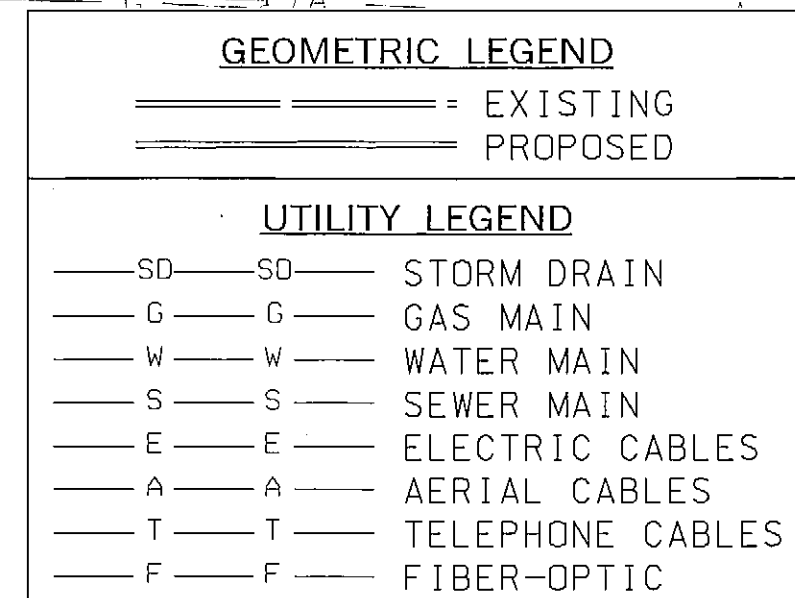 GEOMETRIC LEGEND
EXISTING
PROPOSED
UTILITY LEGEND
SD SD STORM DRAIN
G G GAS MAIN
W W WATER MAIN
S S SEWER MAIN
E E ELECTRIC CABLES
A A AERIAL CABLES
T T TELEPHONE CABLES
F F FIBER-OPTIC